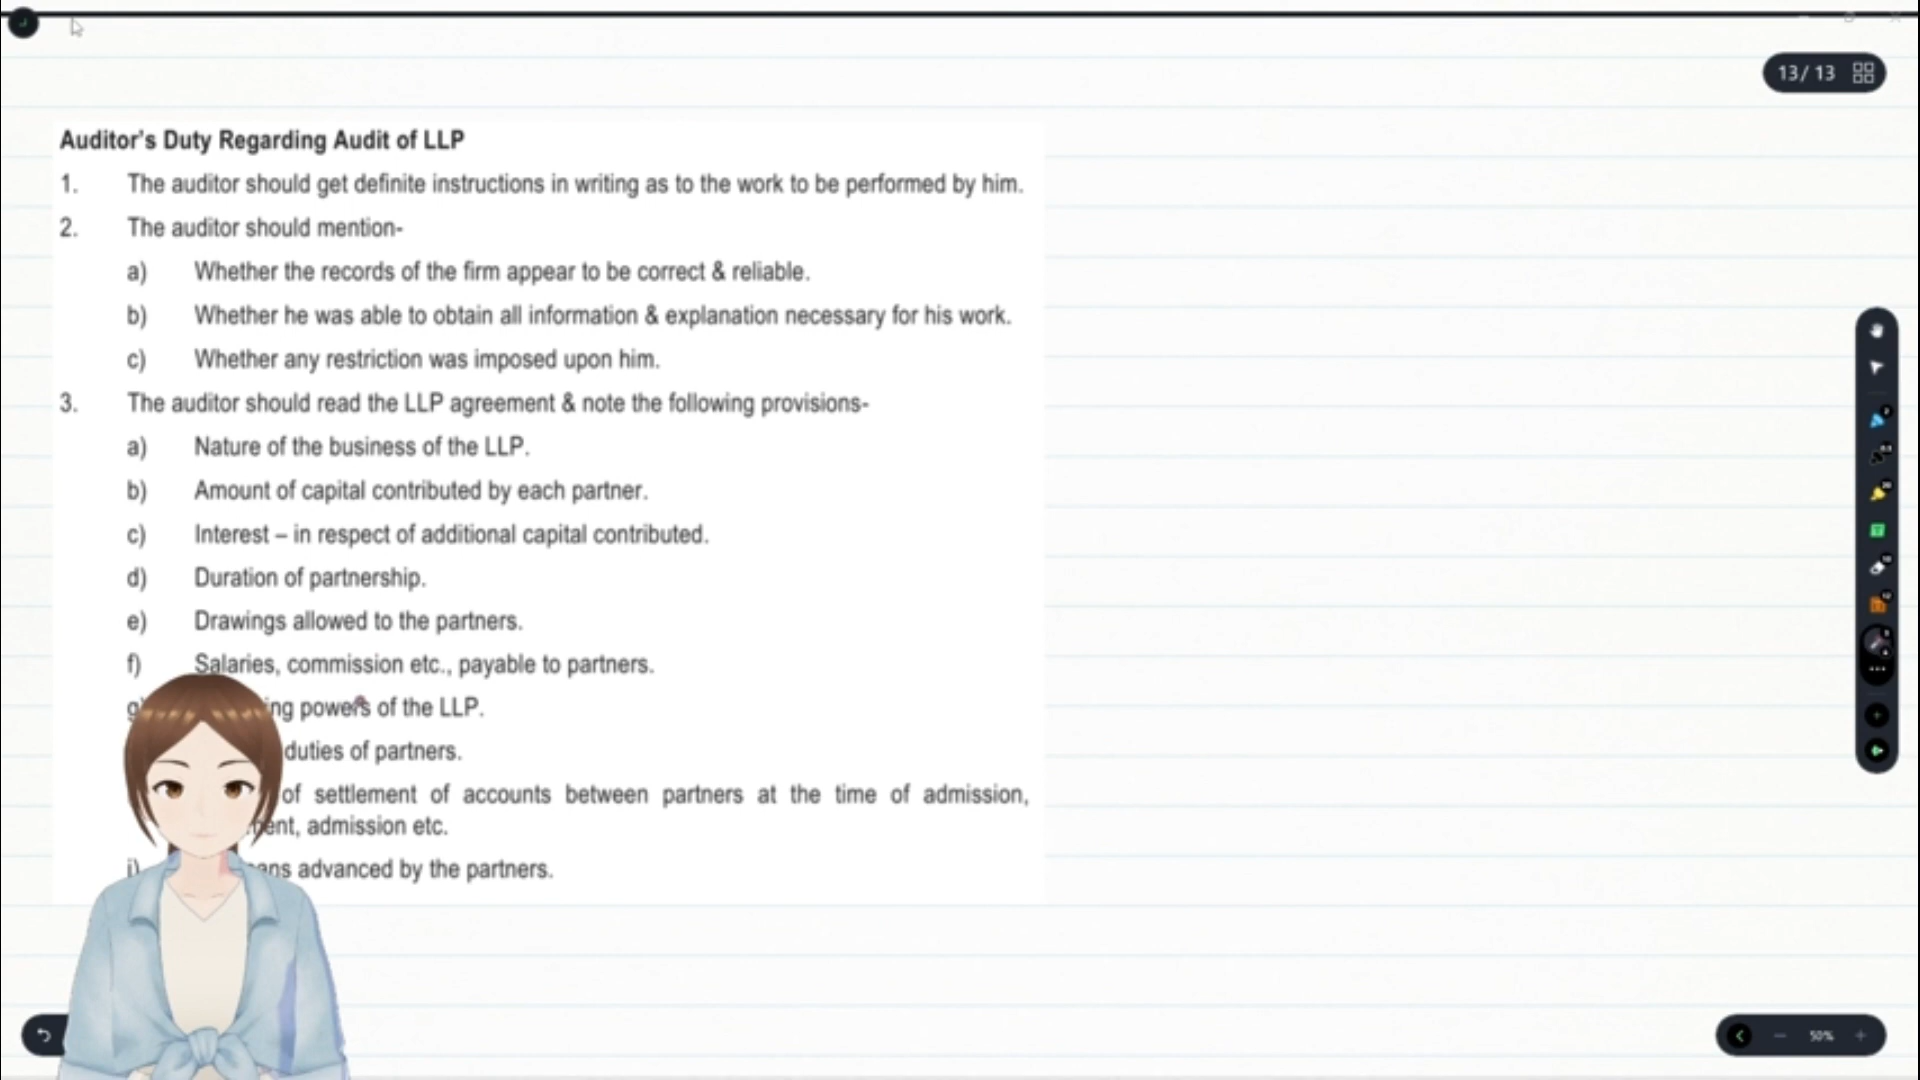 13/ 13
Auditor's Duty Regarding Audit of LLP
1. The auditor should get definite instructions in writing as to the work to be performed by him.
2. The auditor should mention-
a) Whether the records of the firm appear to be correct & reliable.
b) Whether he was able to obtain all information & explanation necessary for his work.
c) Whether any restriction was imposed upon him.
3. The auditor should read the LLP agreement & note the following provisions-
a) Nature of the business of the LLP.
b) Amount of capital contributed by each partner.
c) Interest – in respect of additional capital contributed.
d) Duration of partnership.
e) Drawings allowed to the partners.
f) Salaries, commission etc., payable to partners.
powers of the LLP.
duties of partners.
of settlement of accounts between partners at the time of admission,
admission etc.
advanced by the partners.
50%